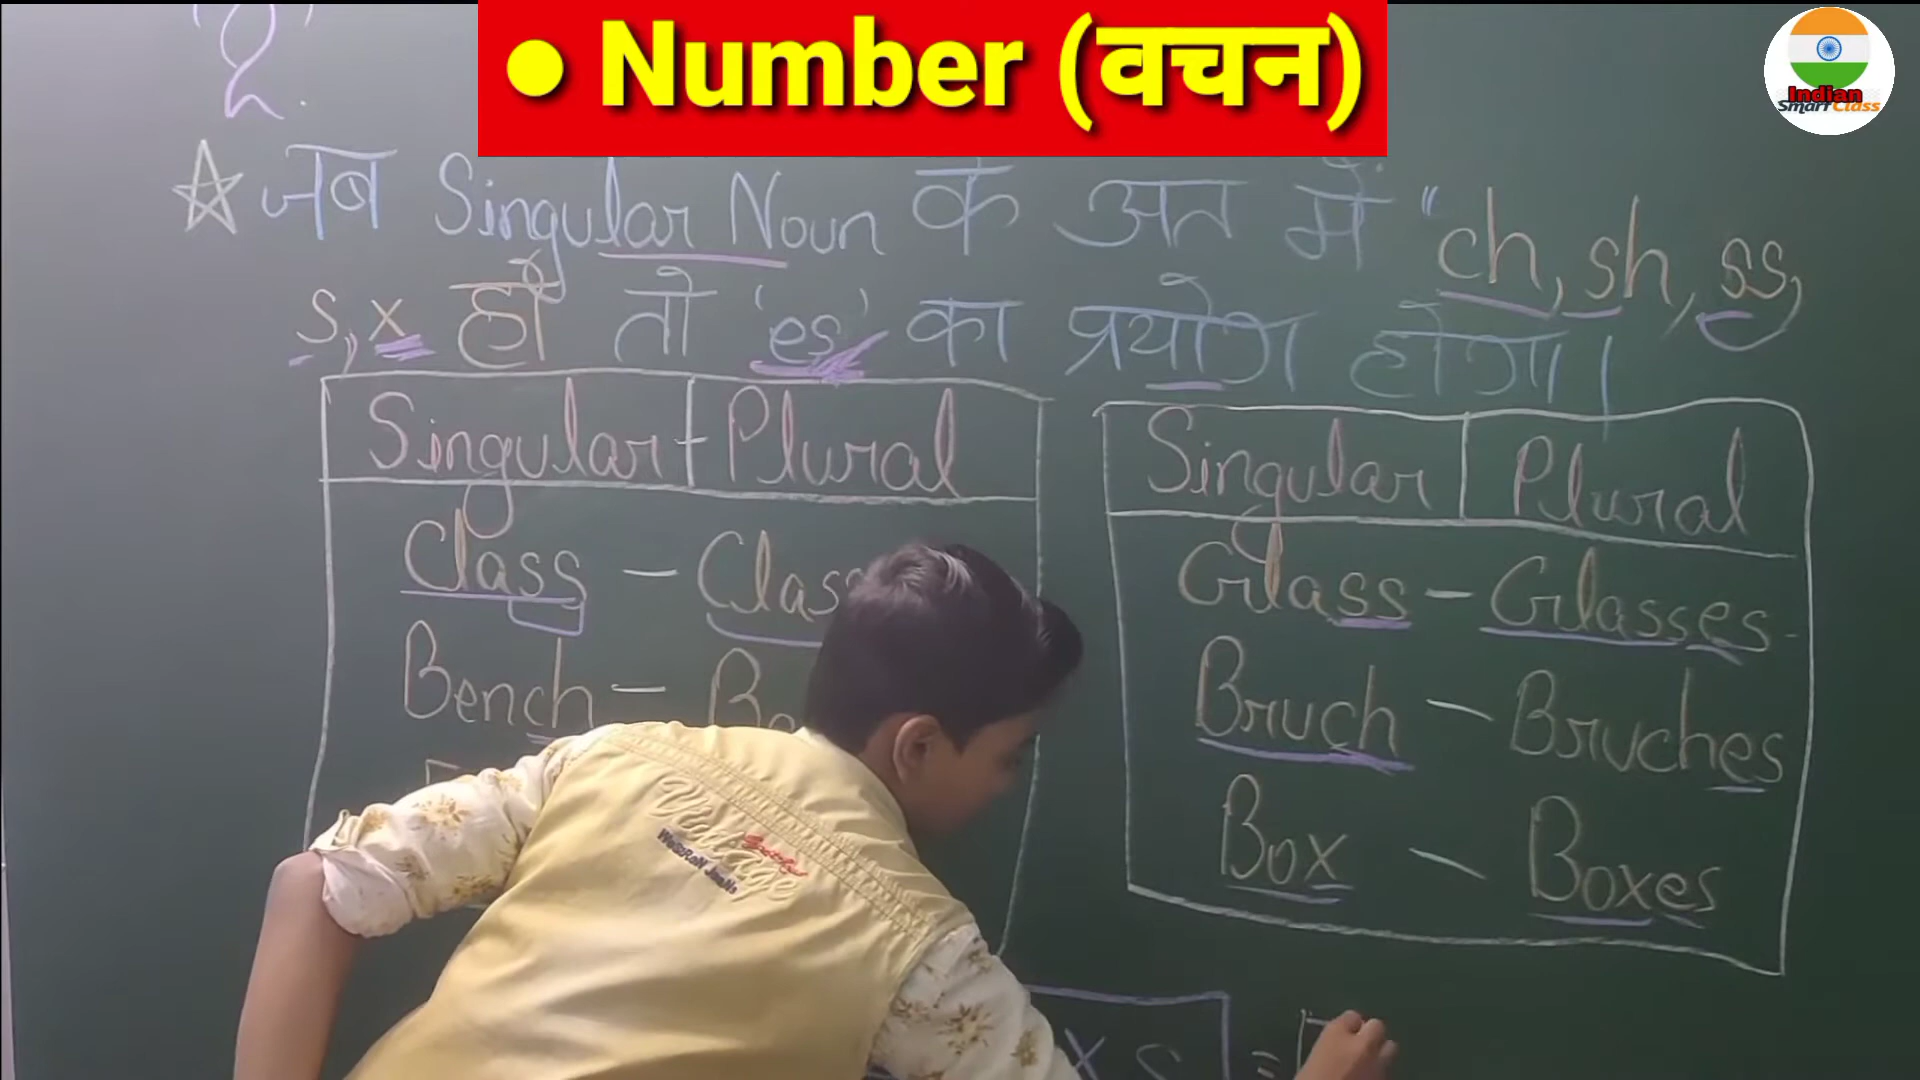 • Number (वचन)
Indian
Smart Class
'2'.
☆ जब Singular Noun के अंत में "ch, sh, ss,
s, x हो तो 'es' का प्रयोग होगा।
Singular Plural
Class –
Bench –
Singular Plural
Glass – Glasses.
Bruch – Bruches
Box – Boxes
x s =